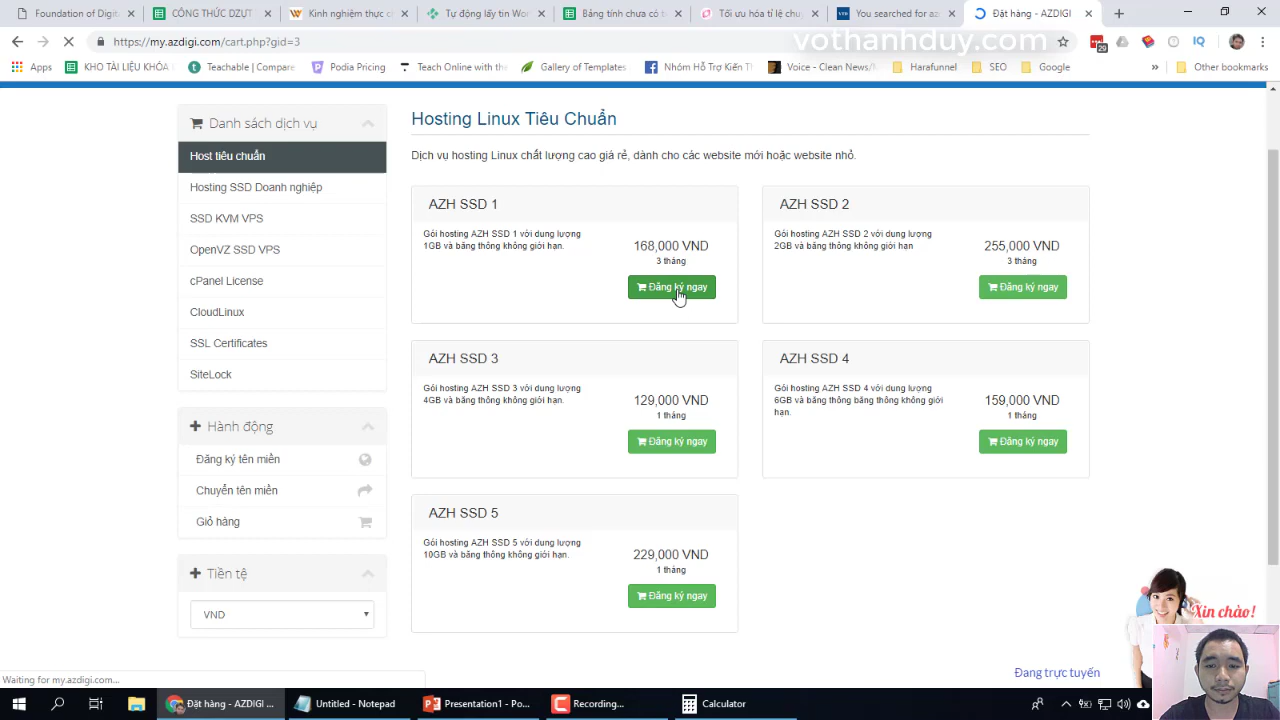 Foundation of Digital
CÔNG THỨC DZỰT
Kinh nghiệm thực c
Tự động lấy tin W
Bảng tính chưa có t
Tối ưu hóa tỉ lệ chuy
You searched for az
Đặt hàng - AZDIGI
https://my.azdigi.com/cart.php?gid=3
vothanhduy.com
29
IQ
Apps
KHO TÀI LIỆU KHÓA
Teachable | Compare
Podia Pricing
Teach Online with the
Gallery of Templates
Nhóm Hỗ Trợ Kiến T
Voice - Clean News/M
Harafunnel
SEO
Google
»
Other bookmarks
Danh sách dịch vụ
Host tiêu chuẩn
Hosting SSD Doanh nghiệp
SSD KVM VPS
OpenVZ SSD VPS
cPanel License
CloudLinux
SSL Certificates
SiteLock
Hành động
Đăng ký tên miền
Chuyển tên miền
Giỏ hàng
Tiền tệ
VND
Hosting Linux Tiêu Chuẩn
Dịch vụ hosting Linux chất lượng cao giá rẻ, dành cho các website mới hoặc website nhỏ.
AZH SSD 1
Gói hosting AZH SSD 1 với dung lượng
1GB và băng thông không giới hạn.
168,000 VND
3 tháng
Đăng ký ngay
AZH SSD 2
Gói hosting AZH SSD 2 với dung lượng
2GB và băng thông không giới hạn
255,000 VND
3 tháng
Đăng ký ngay
AZH SSD 3
Gói hosting AZH SSD 3 với dung lượng
4GB và băng thông không giới hạn.
129,000 VND
1 tháng
Đăng ký ngay
AZH SSD 4
Gói hosting AZH SSD 4 với dung lượng
6GB và băng thông băng thông không giới
hạn.
159,000 VND
1 tháng
Đăng ký ngay
AZH SSD 5
Gói hosting AZH SSD 5 với dung lượng
10GB và băng thông không giới hạn.
229,000 VND
1 tháng
Đăng ký ngay
Xin chào!
Đang trực tuyến
Waiting for my.azdigi.com...
Đặt hàng - AZDIGI ...
Untitled - Notepad
Presentation1 - Po...
Recording...
Calculator